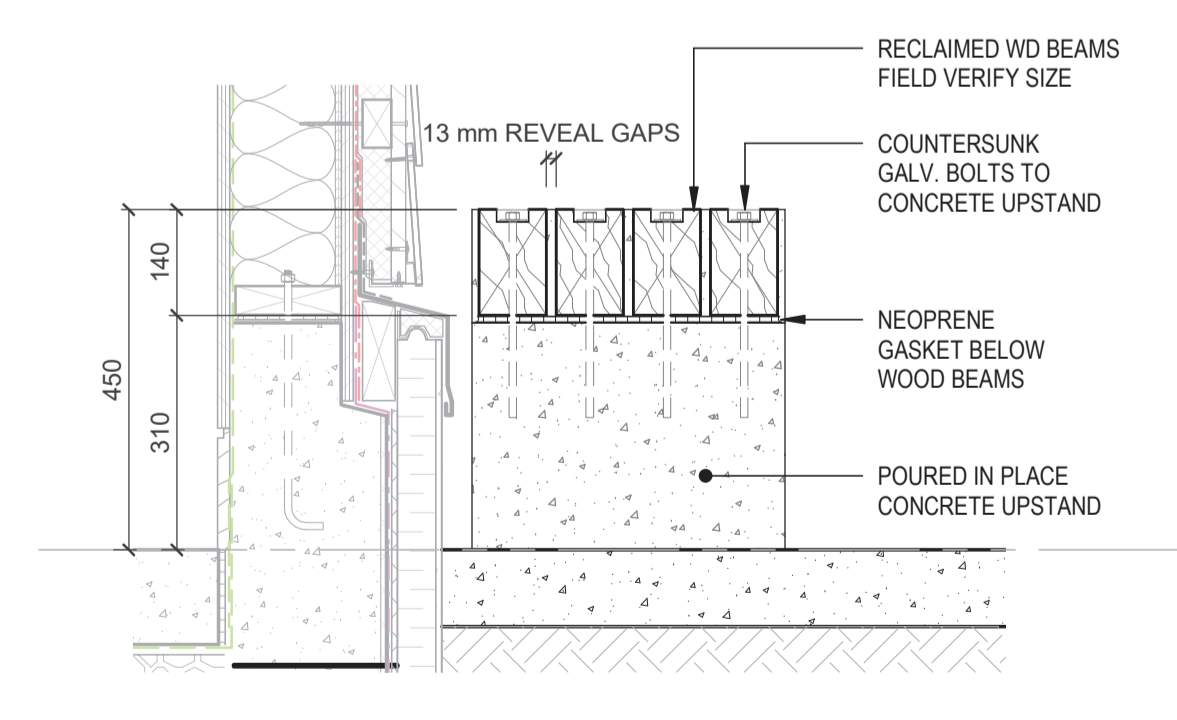 RECLAIMED WD BEAMS
FIELD VERIFY SIZE
13 mm REVEAL GAPS
COUNTERSUNK
GALV. BOLTS TO
CONCRETE UPSTAND
140
450
310
NEOPRENE
GASKET BELOW
WOOD BEAMS
POURED IN PLACE
CONCRETE UPSTAND